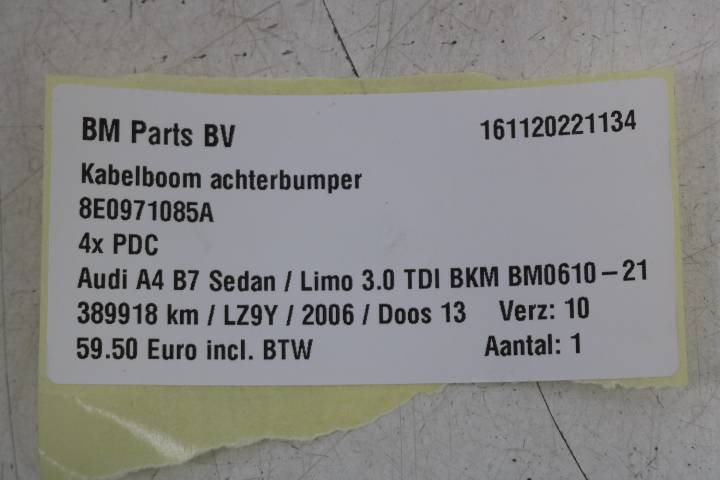 BM Parts BV 161120221134
Kabelboom achterbumper
8E0971085A
4x PDC
Audi A4 B7 Sedan / Limo 3.0 TDI BKM BM0610-21
389918 km / LZ9Y / 2006 / Doos 13 Verz: 10
59.50 Euro incl. BTW Aantal: 1